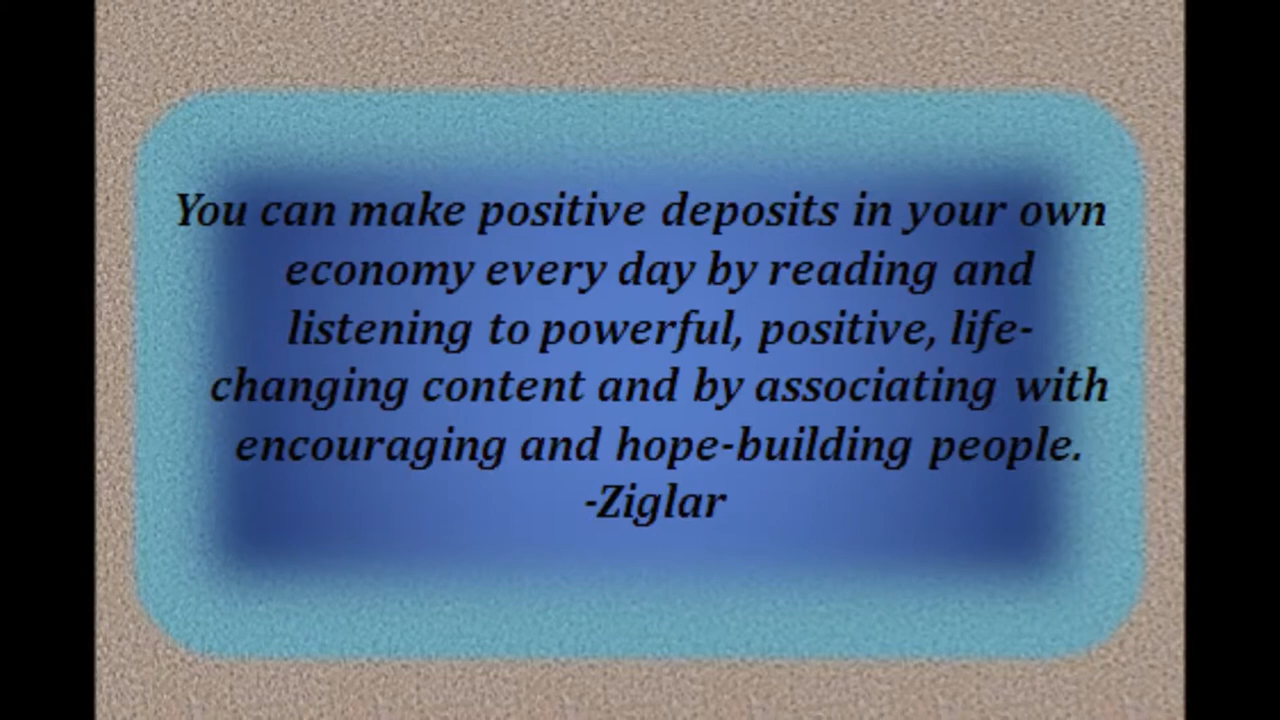 You can make positive deposits in your own
economy every day by reading and
listening to powerful, positive, life-
changing content and by associating with
encouraging and hope-building people.
-Ziglar